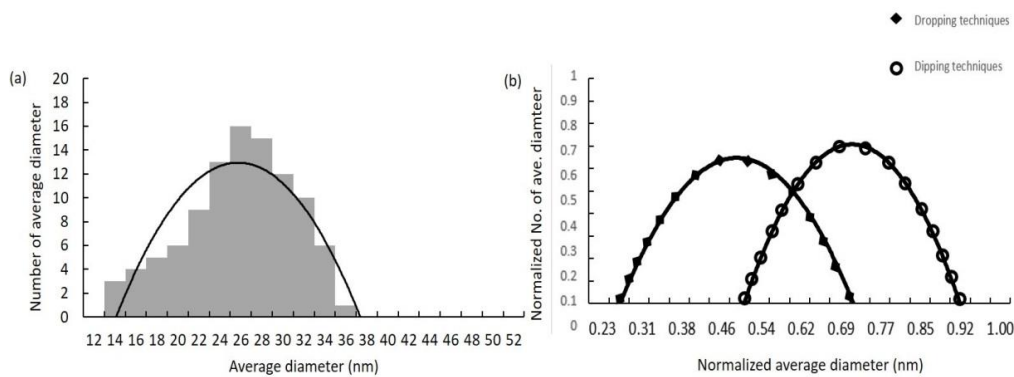 Dropping techniques
Dipping techniques
(a)
Number of average diameter
20
18
16
14
12
10
8
6
4
2
0
12 14 16 18 20 22 24 26 28 30 32 34 36 38 40 42 44 46 48 50 52
Average diameter (nm)
(b)
Normalized No. of ave. diamteer
1
0.9
0.9
0.8
0.7
0.6
0.5
0.4
0.3
0.2
0.1
0
0.23 0.31 0.38 0.46 0.54 0.62 0.69 0.77 0.85 0.92 1.00
Normalized average diameter (nm)